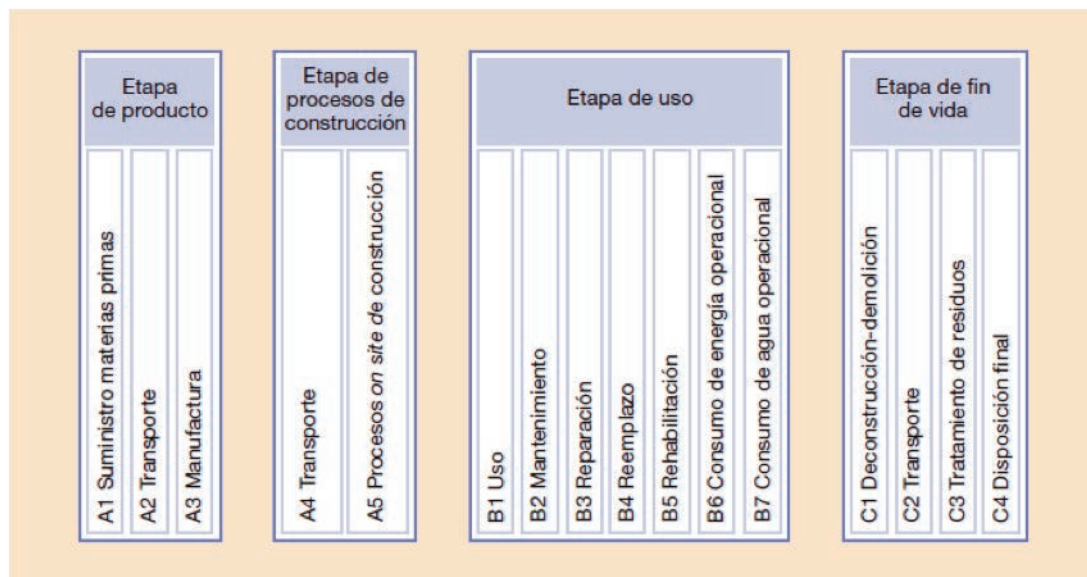 Etapa
de producto
A1 Suministro materias primas
A2 Transporte
A3 Manufactura
Etapa de
procesos de
construcción
A4 Transporte
A5 Procesos on site de construcción
Etapa de uso
B1 Uso
B2 Mantenimiento
B3 Reparación
B4 Reemplazo
B5 Rehabilitación
B6 Consumo de energía operacional
B7 Consumo de agua operacional
Etapa de fin
de vida
C1 Deconstrucción-demolición
C2 Transporte
C3 Tratamiento de residuos
C4 Disposición final